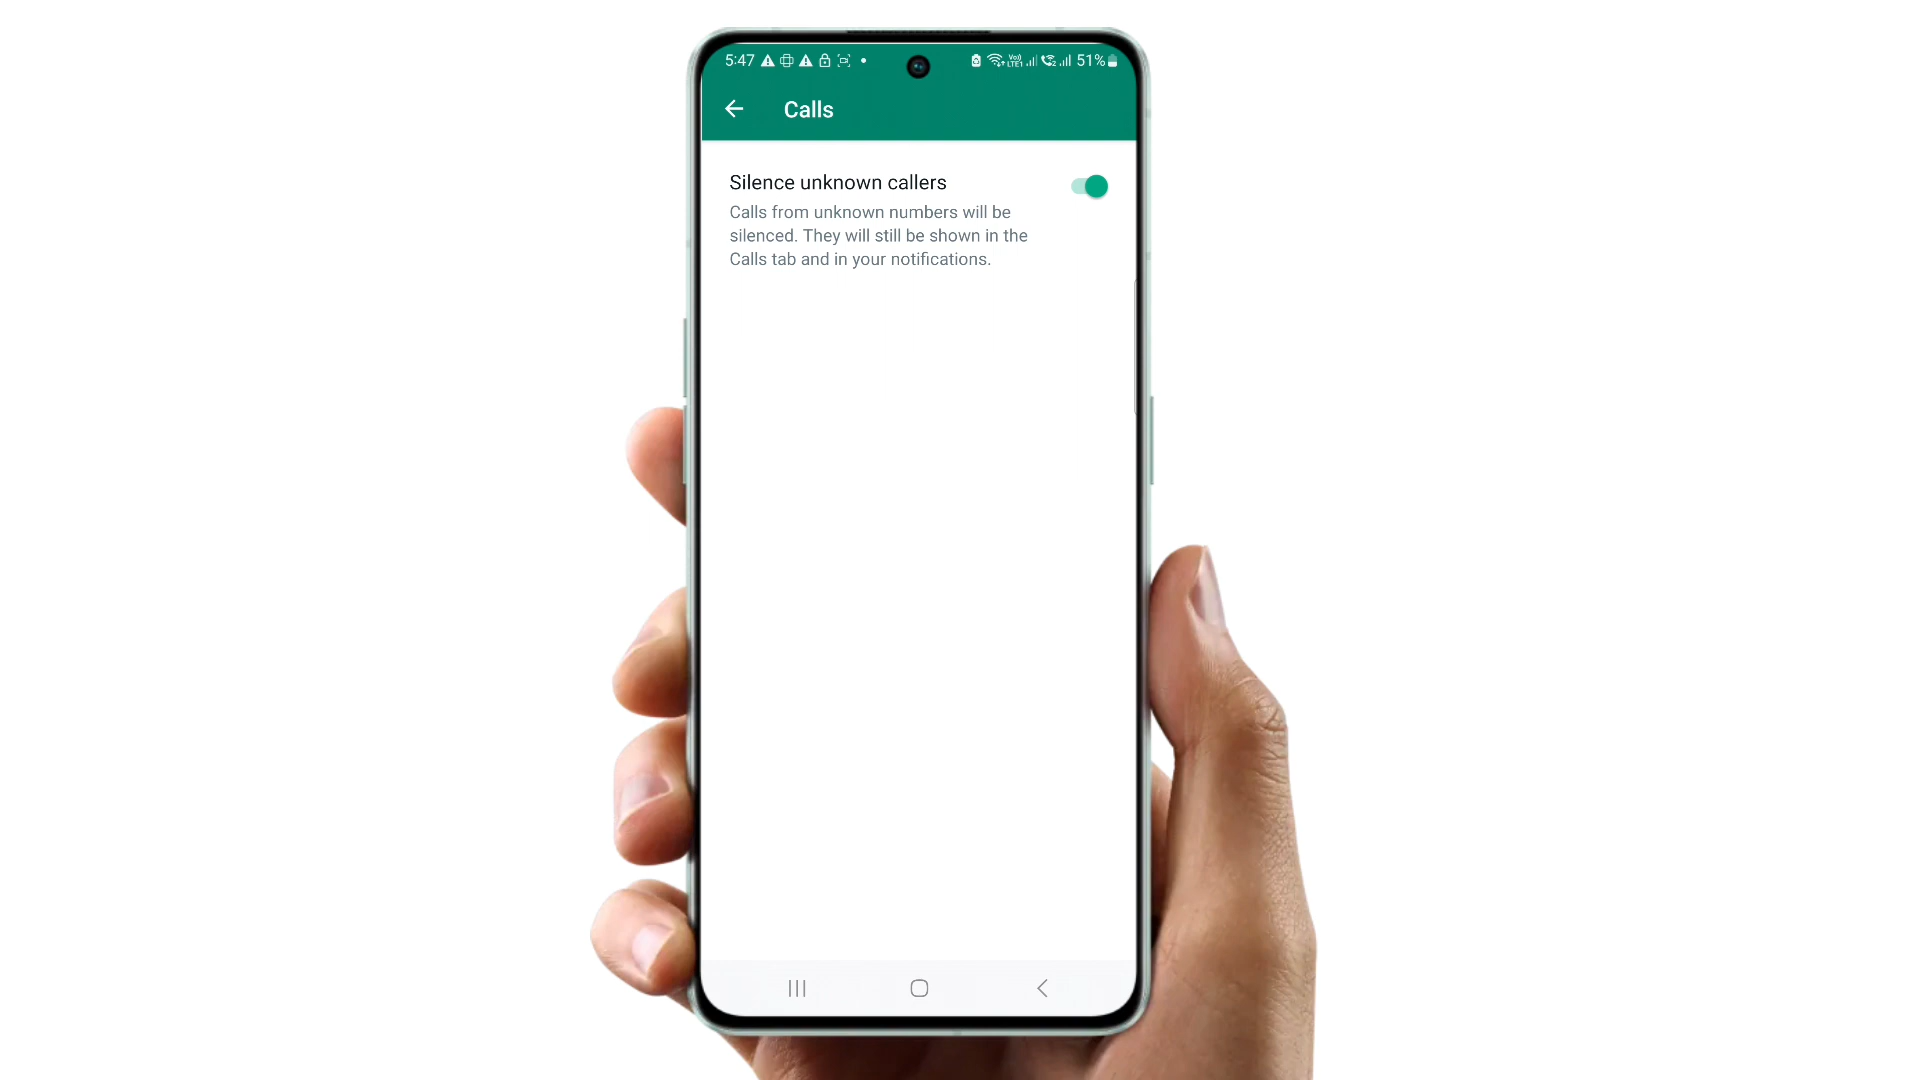 5:47 51%
Calls
Silence unknown callers
Calls from unknown numbers will be
silenced. They will still be shown in the
Calls tab and in your notifications.